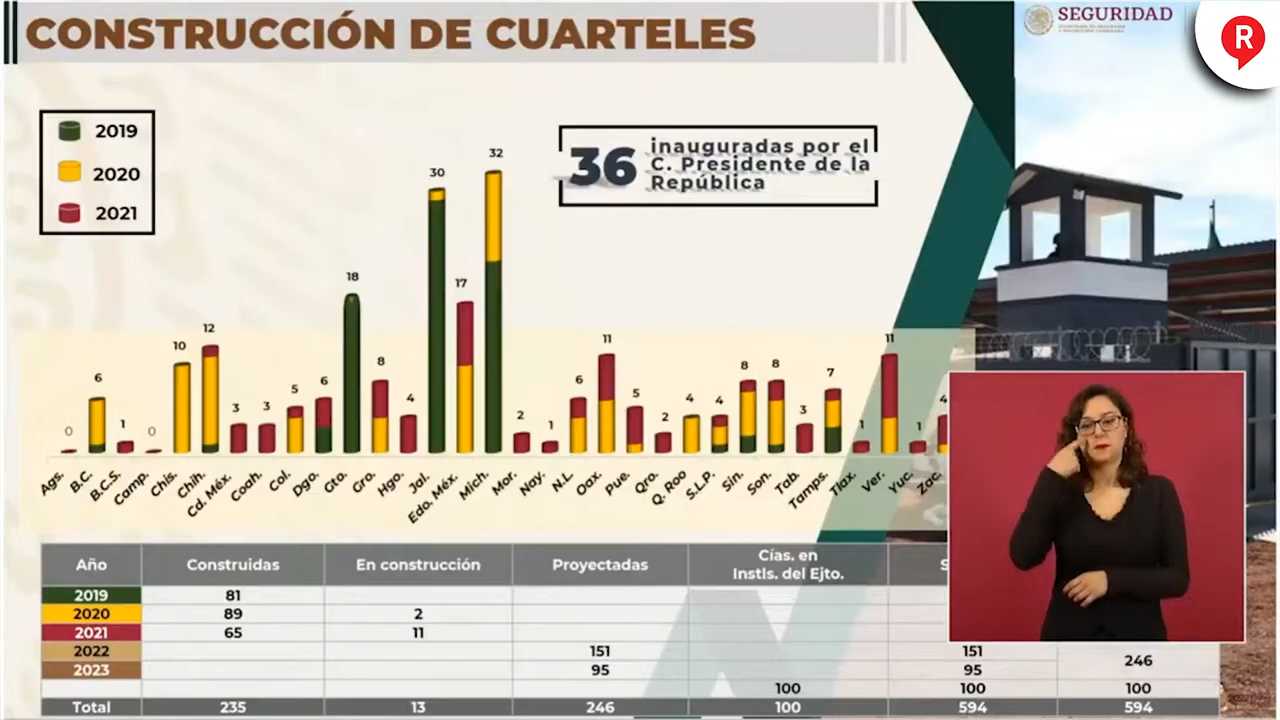 CONSTRUCCIÓN DE CUARTELES
SEGURIDAD
R
2019
2020
2021
36 inauguradas por el
C. Presidente de la
República
0 6 1 0 10 12 3 3 5 6 18 8 4 30 17 32 2 1 6 11 5 2 4 4 8 8 3 7 1 11 1 4
Ags. B.C. B.C.S. Camp. Chis. Chih. Cd. Méx. Coah. Col. Dgo. Gto. Gro. Hgo. Jal. Edo. Méx. Mich. Mor. Nay. N.L. Oax. Pue. Qro. Q. Roo S.L.P. Sin. Son. Tab. Tamps. Tlax. Ver. Yuc. Zac.
Año Construidas En construcción Proyectadas Cías. en
Instls. del Ejto.
2019 81
2020 89 2
2021 65 11
2022 151 151
2023 95 95 246
100 100 100
Total 235 13 246 100 594 594